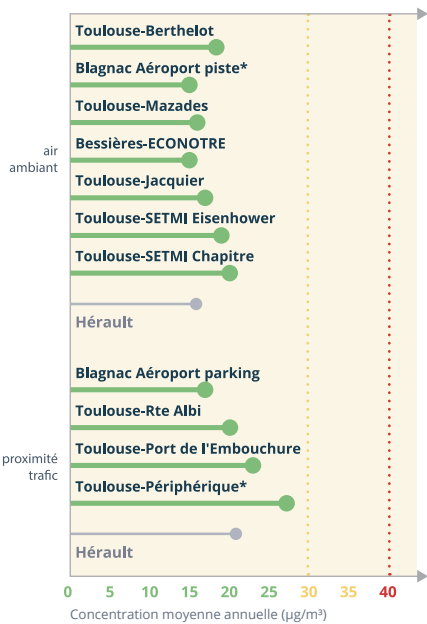 Toulouse-Berthelot
Blagnac Aéroport piste*
Toulouse-Mazades
air
ambiant
Bessières-ECONOTRE
Toulouse-Jacquier
Toulouse-SETMI Eisenhower
Toulouse-SETMI Chapitre
Hérault
Blagnac Aéroport parking
Toulouse-Rte Albi
proximité
trafic
Toulouse-Port de l'Embouchure
Toulouse-Périphérique*
Hérault
0 5 10 15 20 25 30 35 40
Concentration moyenne annuelle (µg/m³)